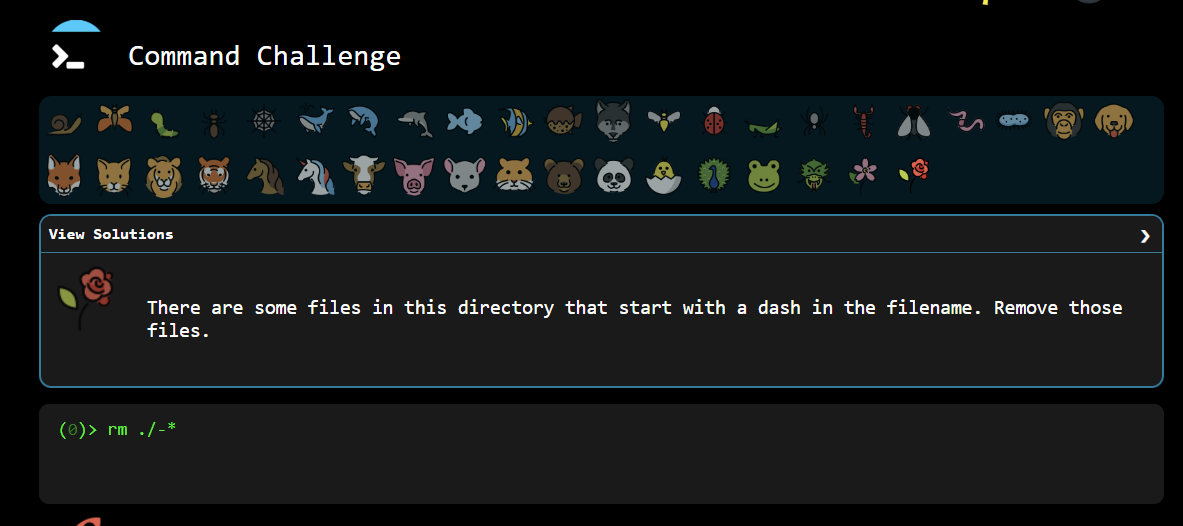 Command Challenge
View Solutions
There are some files in this directory that start with a dash in the filename. Remove those
files.
(0)> rm ./-*